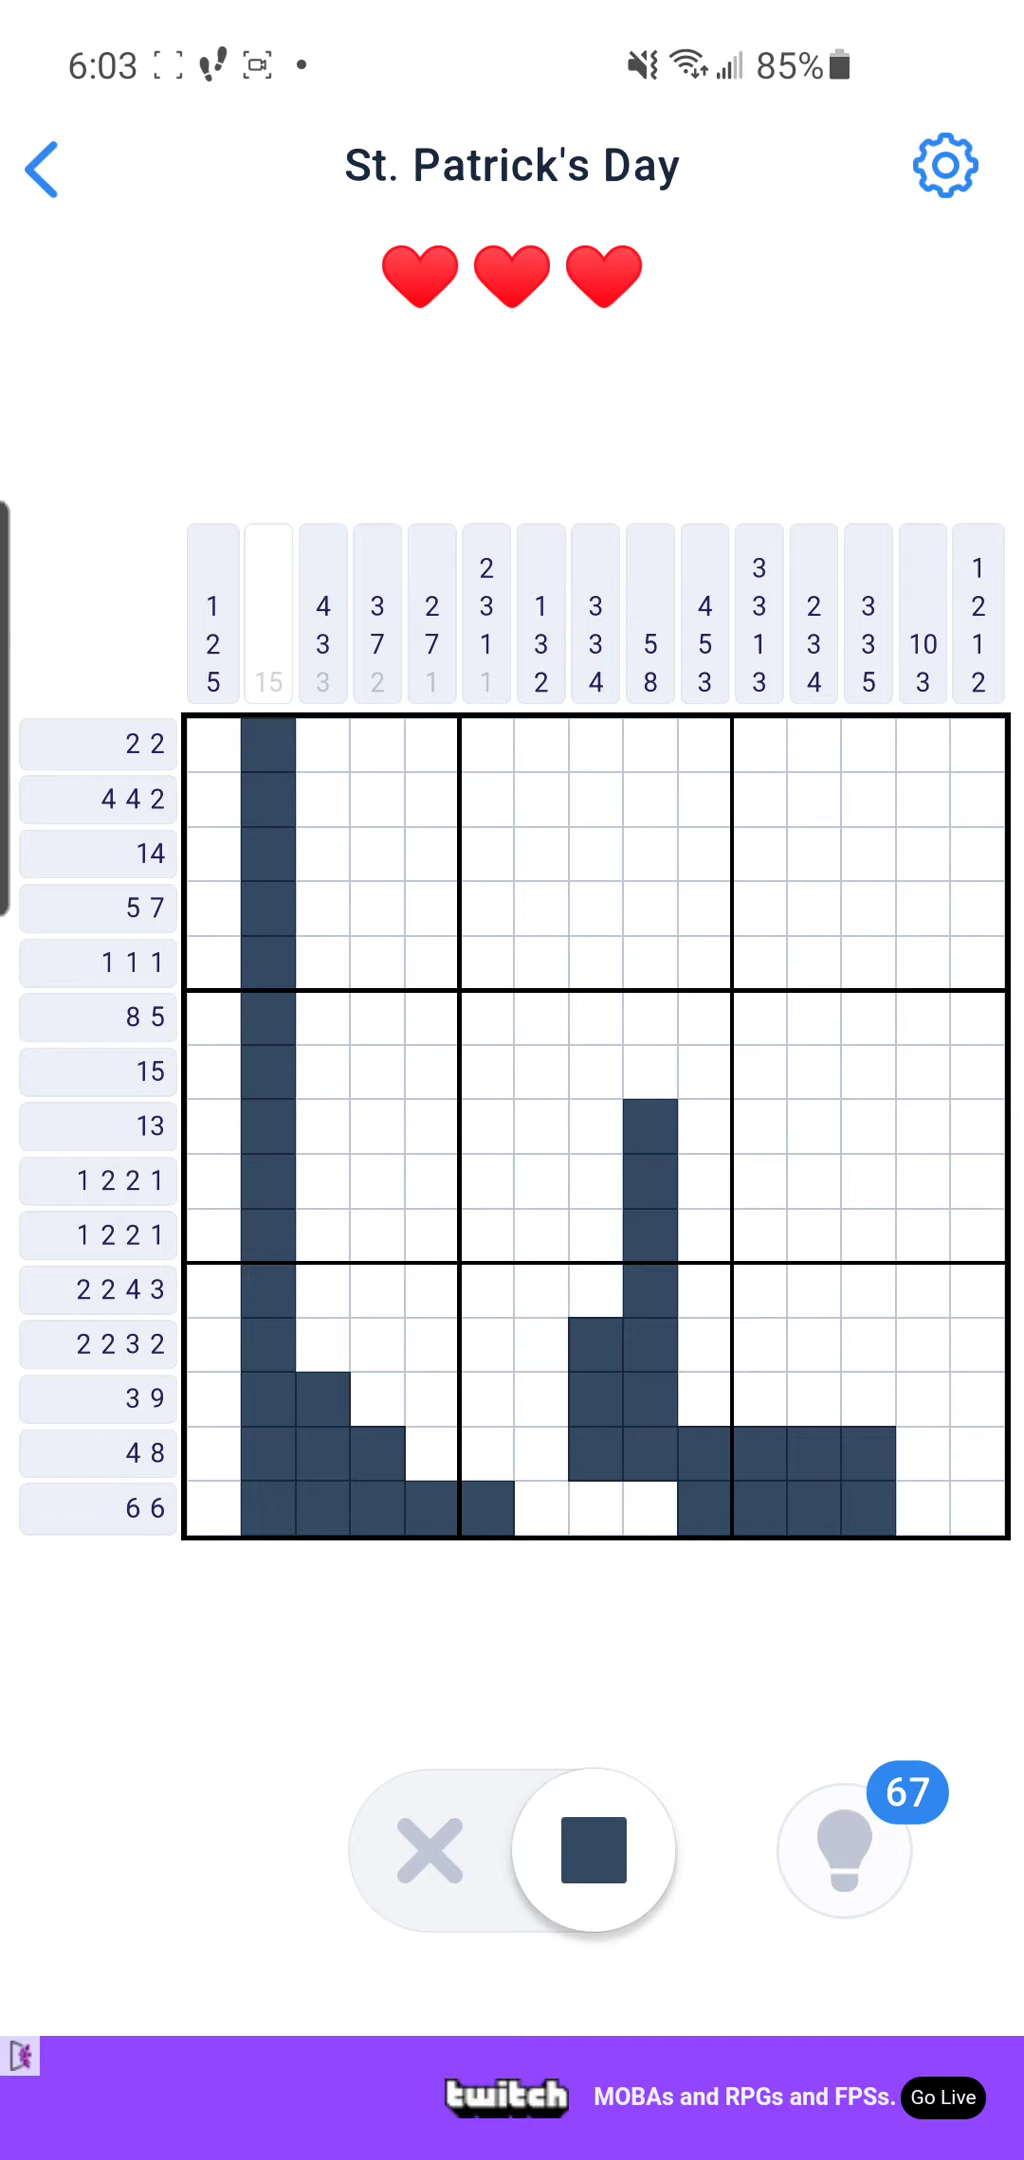 6:03 85%
St. Patrick's Day
2 3 1
1 4 3 2 3 1 3 4 3 2 3 2
2 3 7 7 1 3 3 5 5 1 3 3 10 1
5 15 3 2 1 1 2 4 8 3 3 4 5 3 2
2 2
4 4 2
14
5 7
1 1 1
8 5
15
13
1 2 2 1
1 2 2 1
2 2 4 3
2 2 3 2
3 9
4 8
6 6
67
twitch MOBAs and RPGs and FPSs. Go Live